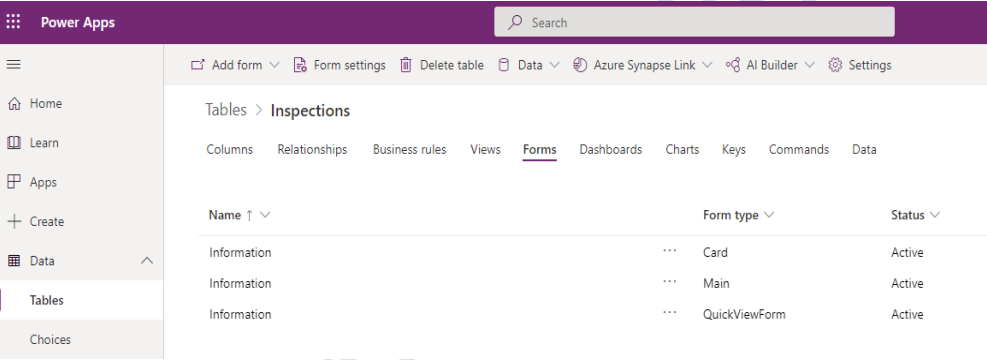 Power Apps
Search
Add form
Form settings
Delete table
Data
Azure Synapse Link
AI Builder
Settings
Home
Learn
Apps
Create
Data
Tables
Choices
Tables > Inspections
Columns Relationships Business rules Views Forms Dashboards Charts Keys Commands Data
Name ↑ Form type Status
Information ··· Card Active
Information ··· Main Active
Information ··· QuickViewForm Active